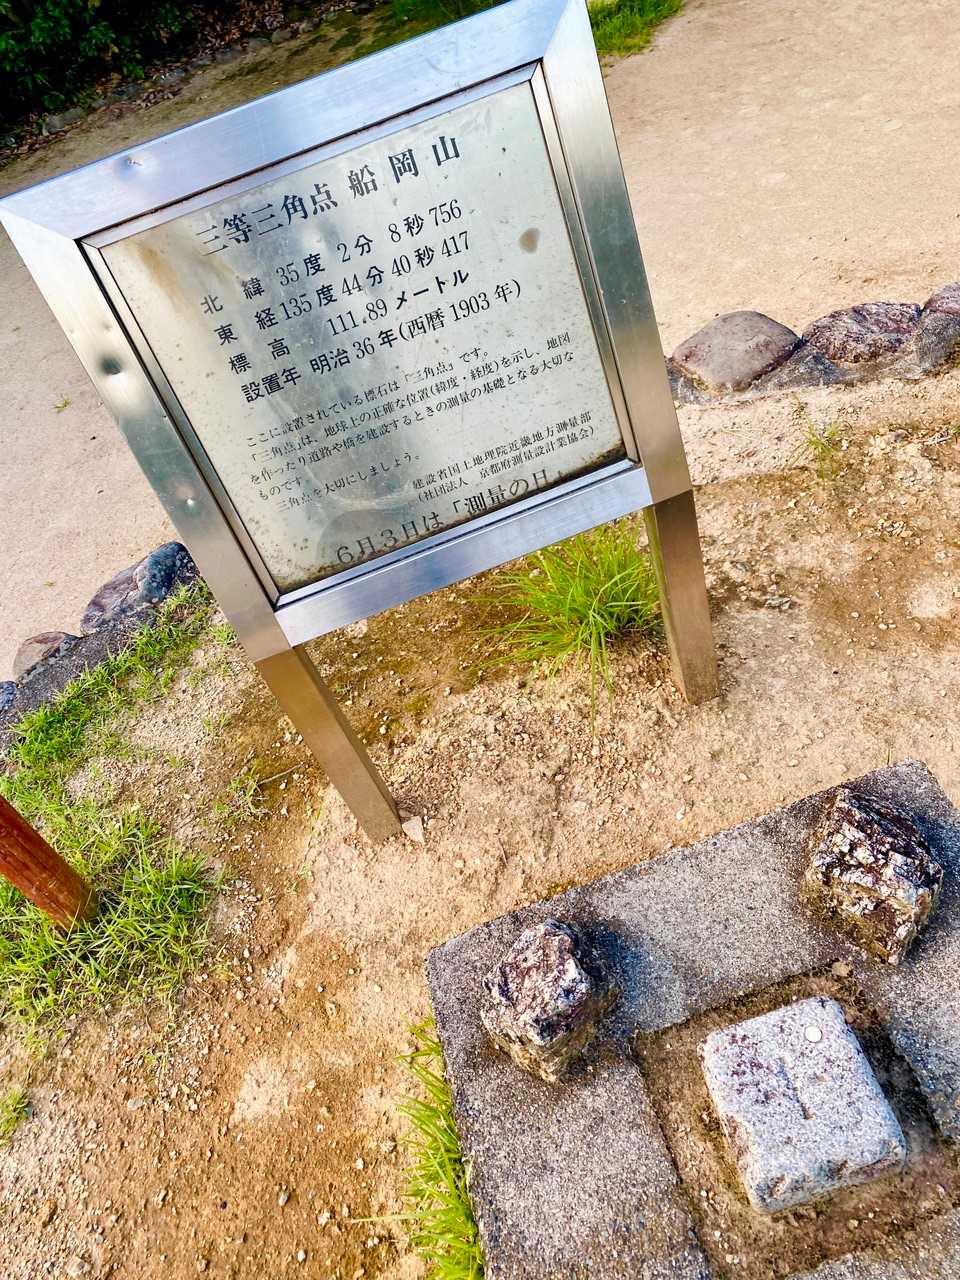 三等三角点 船岡山
北緯 35度 2分 8秒756
東経135度44分40秒417
標高 111.89メートル
設置年 明治36年(西暦1903年)
ここに設置されている標石は「三角点」です。
「三角点」は、地球上の正確な位置(緯度・経度)を示し、地図
を作ったり道路や橋を建設するときの測量の基礎となる大切な
ものです。
三角点を大切にしましょう。
建設省国土地理院近畿地方測量部
(社団法人 京都府測量設計業協会)
6月3日は「測量の日」